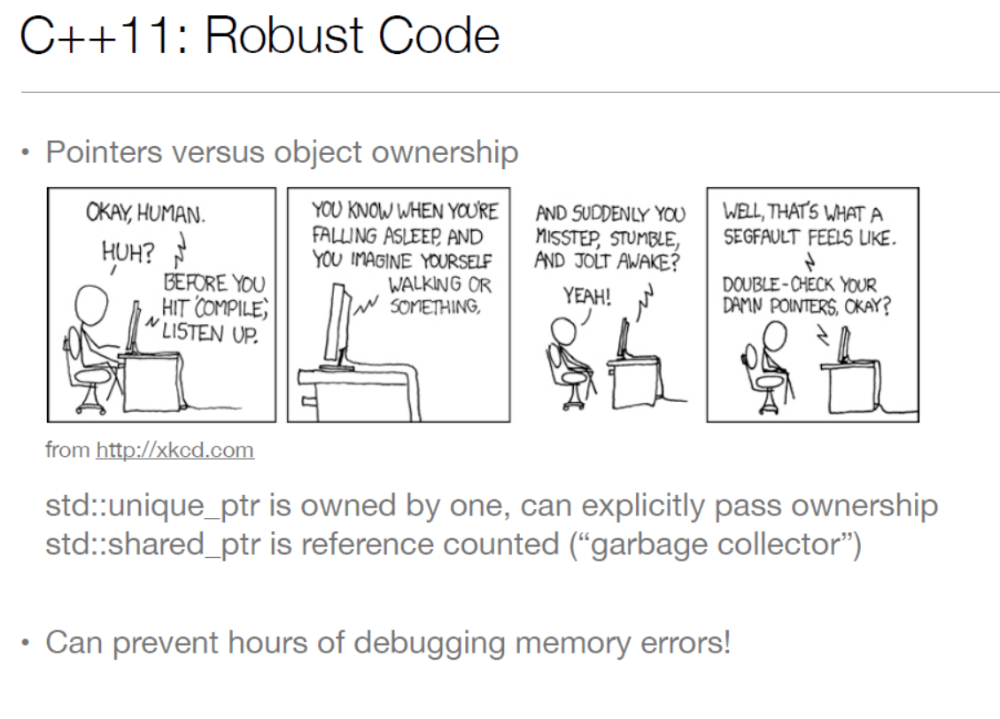 C++11: Robust Code
• Pointers versus object ownership
OKAY, HUMAN.
HUH?
BEFORE YOU
HIT 'COMPILE,'
LISTEN UP.
YOU KNOW WHEN YOU'RE
FALLING ASLEEP, AND
YOU IMAGINE YOURSELF
WALKING OR
SOMETHING,
AND SUDDENLY YOU
MISSTEP, STUMBLE,
AND JOLT AWAKE?
YEAH!
WELL, THAT'S WHAT A
SEGFAULT FEELS LIKE.
DOUBLE-CHECK YOUR
DAMN POINTERS, OKAY?
from http://xkcd.com
std::unique_ptr is owned by one, can explicitly pass ownership
std::shared_ptr is reference counted (“garbage collector”)
• Can prevent hours of debugging memory errors!